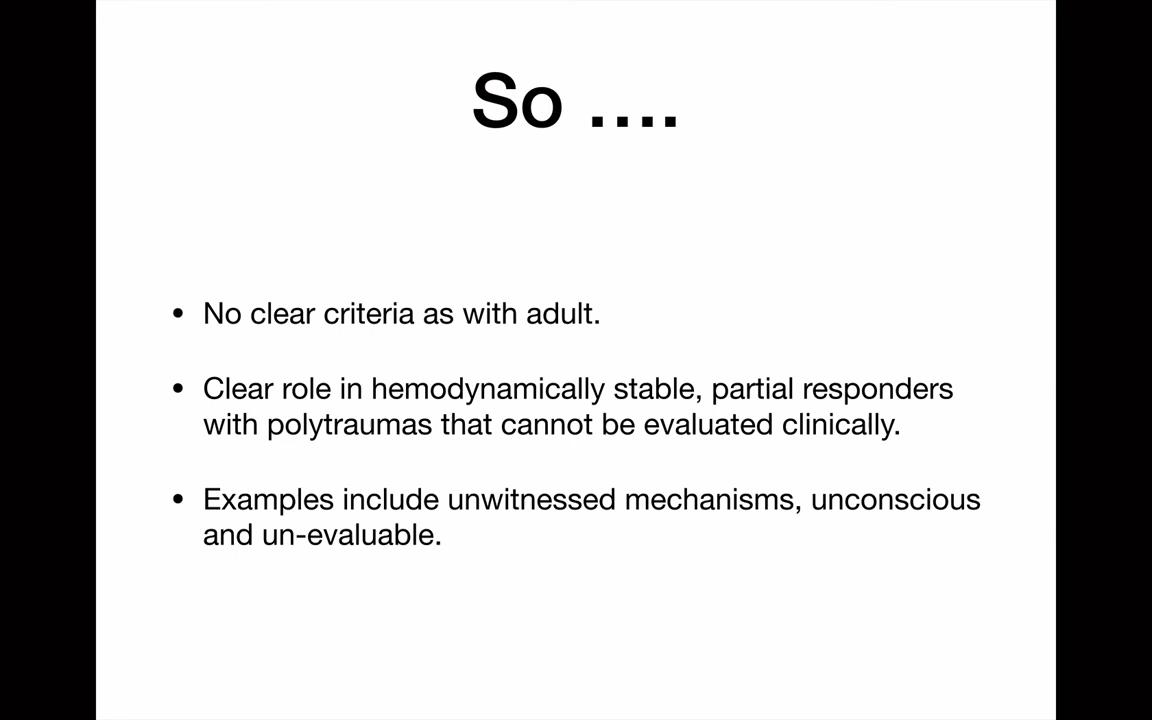 So ....
• No clear criteria as with adult.
• Clear role in hemodynamically stable, partial responders
with polytraumas that cannot be evaluated clinically.
• Examples include unwitnessed mechanisms, unconscious
and un-evaluable.